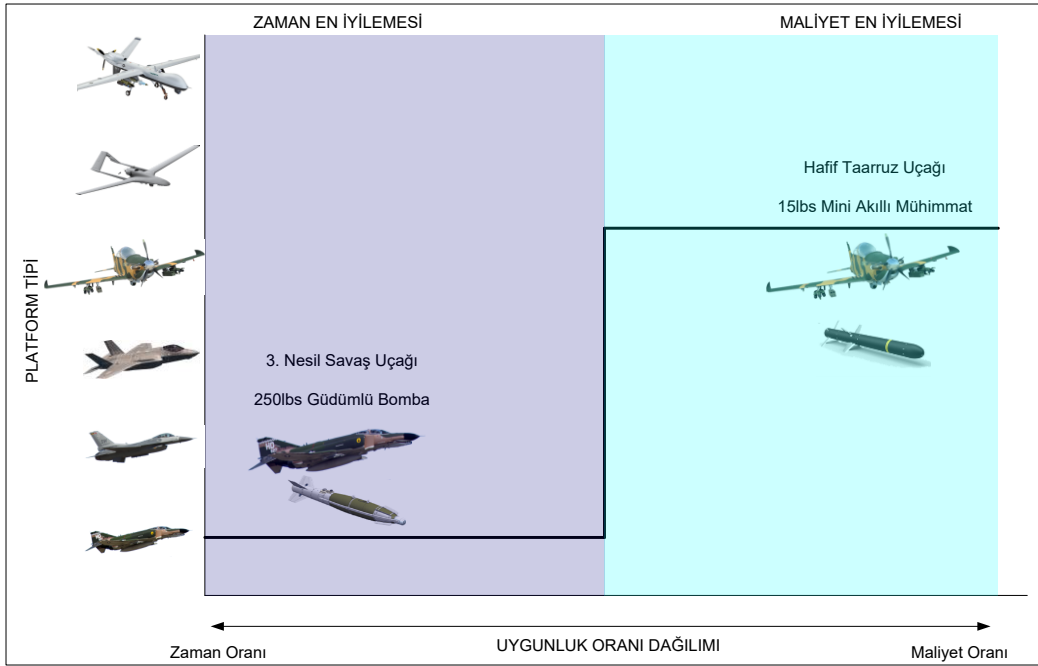 ZAMAN EN İYİLEMESİ
MALİYET EN İYİLEMESİ
PLATFORM TİPİ
Hafif Taarruz Uçağı
15lbs Mini Akıllı Mühimmat
3. Nesil Savaş Uçağı
250lbs Güdümlü Bomba
Zaman Oranı
UYGUNLUK ORANI DAĞILIMI
Maliyet Oranı